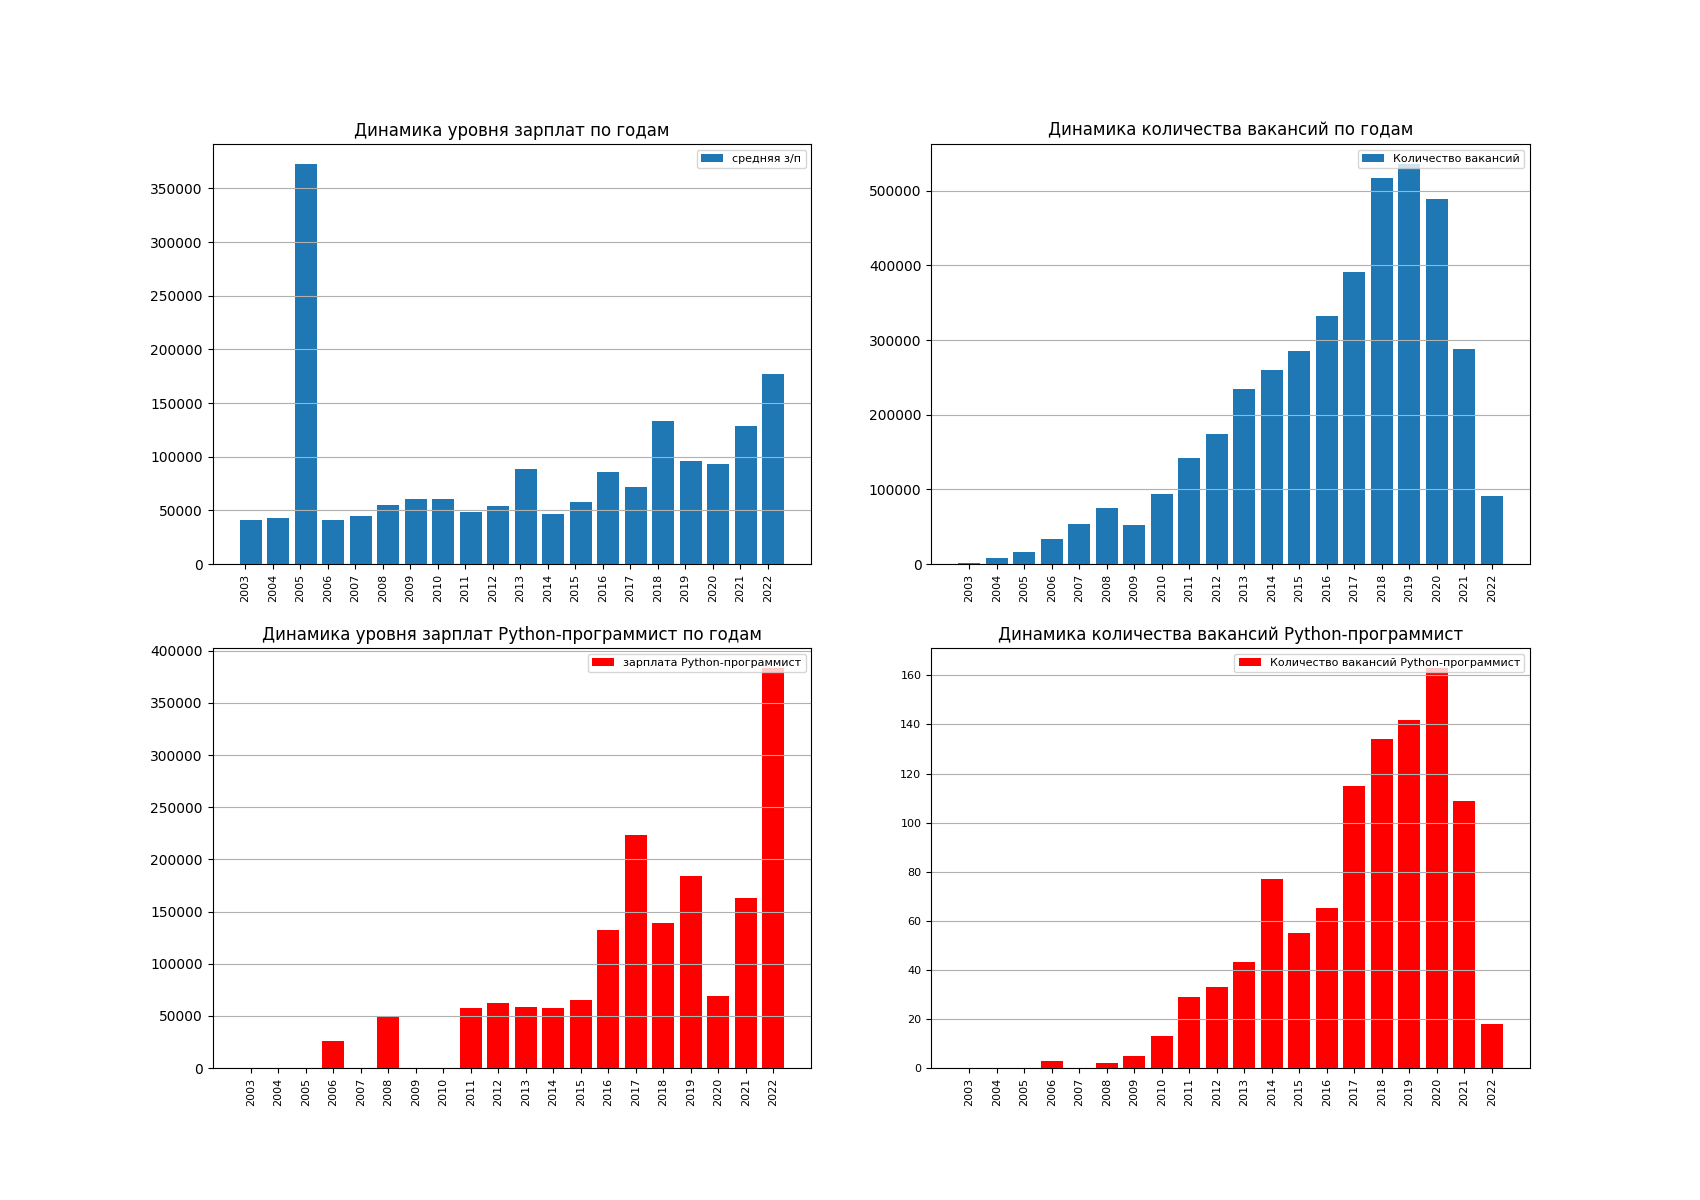 Динамика уровня зарплат по годам
средняя з/п
350000
300000
250000
200000
150000
100000
50000
0
2003 2004 2005 2006 2007 2008 2009 2010 2011 2012 2013 2014 2015 2016 2017 2018 2019 2020 2021 2022
Динамика количества вакансий по годам
Количество вакансий
500000
400000
300000
200000
100000
0
2003 2004 2005 2006 2007 2008 2009 2010 2011 2012 2013 2014 2015 2016 2017 2018 2019 2020 2021 2022
Динамика уровня зарплат Python-программист по годам
зарплата Python-программист
400000
350000
300000
250000
200000
150000
100000
50000
0
2003 2004 2005 2006 2007 2008 2009 2010 2011 2012 2013 2014 2015 2016 2017 2018 2019 2020 2021 2022
Динамика количества вакансий Python-программист
Количество вакансий Python-программист
160
140
120
100
80
60
40
20
0
2003 2004 2005 2006 2007 2008 2009 2010 2011 2012 2013 2014 2015 2016 2017 2018 2019 2020 2021 2022